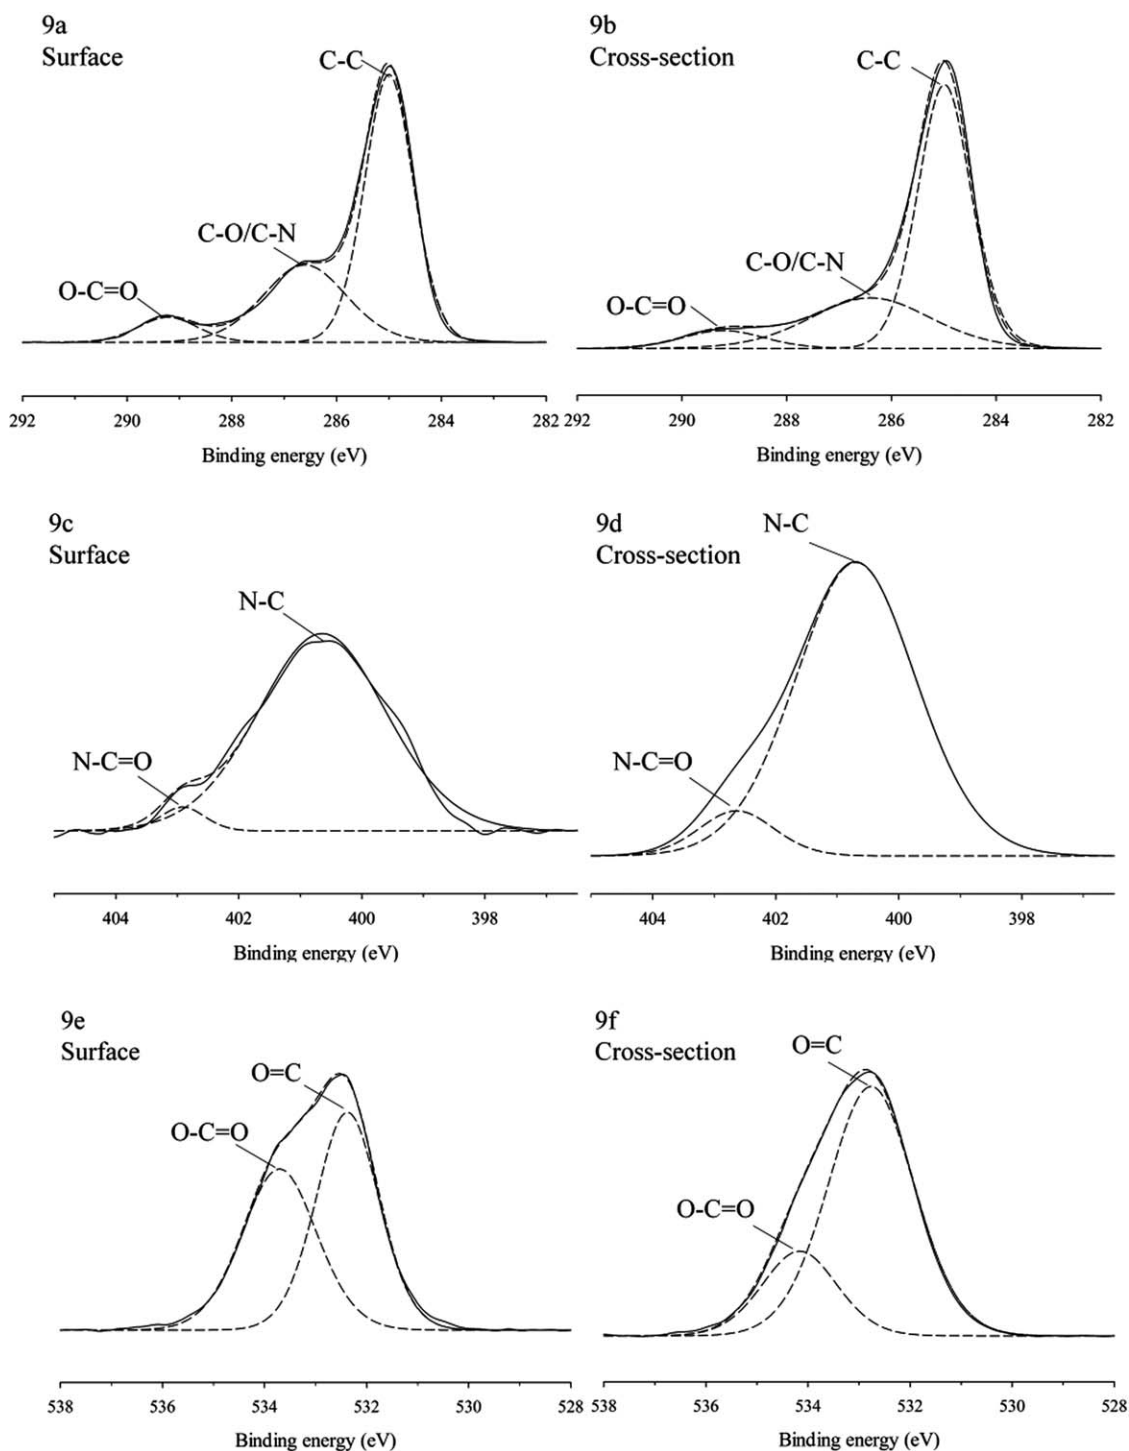 9a
Surface
C-C
C-O/C-N
O-C=O
292 290 288 286 284 282
Binding energy (eV)
9b
Cross-section
C-C
C-O/C-N
O-C=O
292 290 288 286 284 282
Binding energy (eV)
9c
Surface
N-C
N-C=O
404 402 400 398
Binding energy (eV)
9d
Cross-section
N-C
N-C=O
404 402 400 398
Binding energy (eV)
9e
Surface
O=C
O-C=O
538 536 534 532 530 528
Binding energy (eV)
9f
Cross-section
O=C
O-C=O
538 536 534 532 530 528
Binding energy (eV)